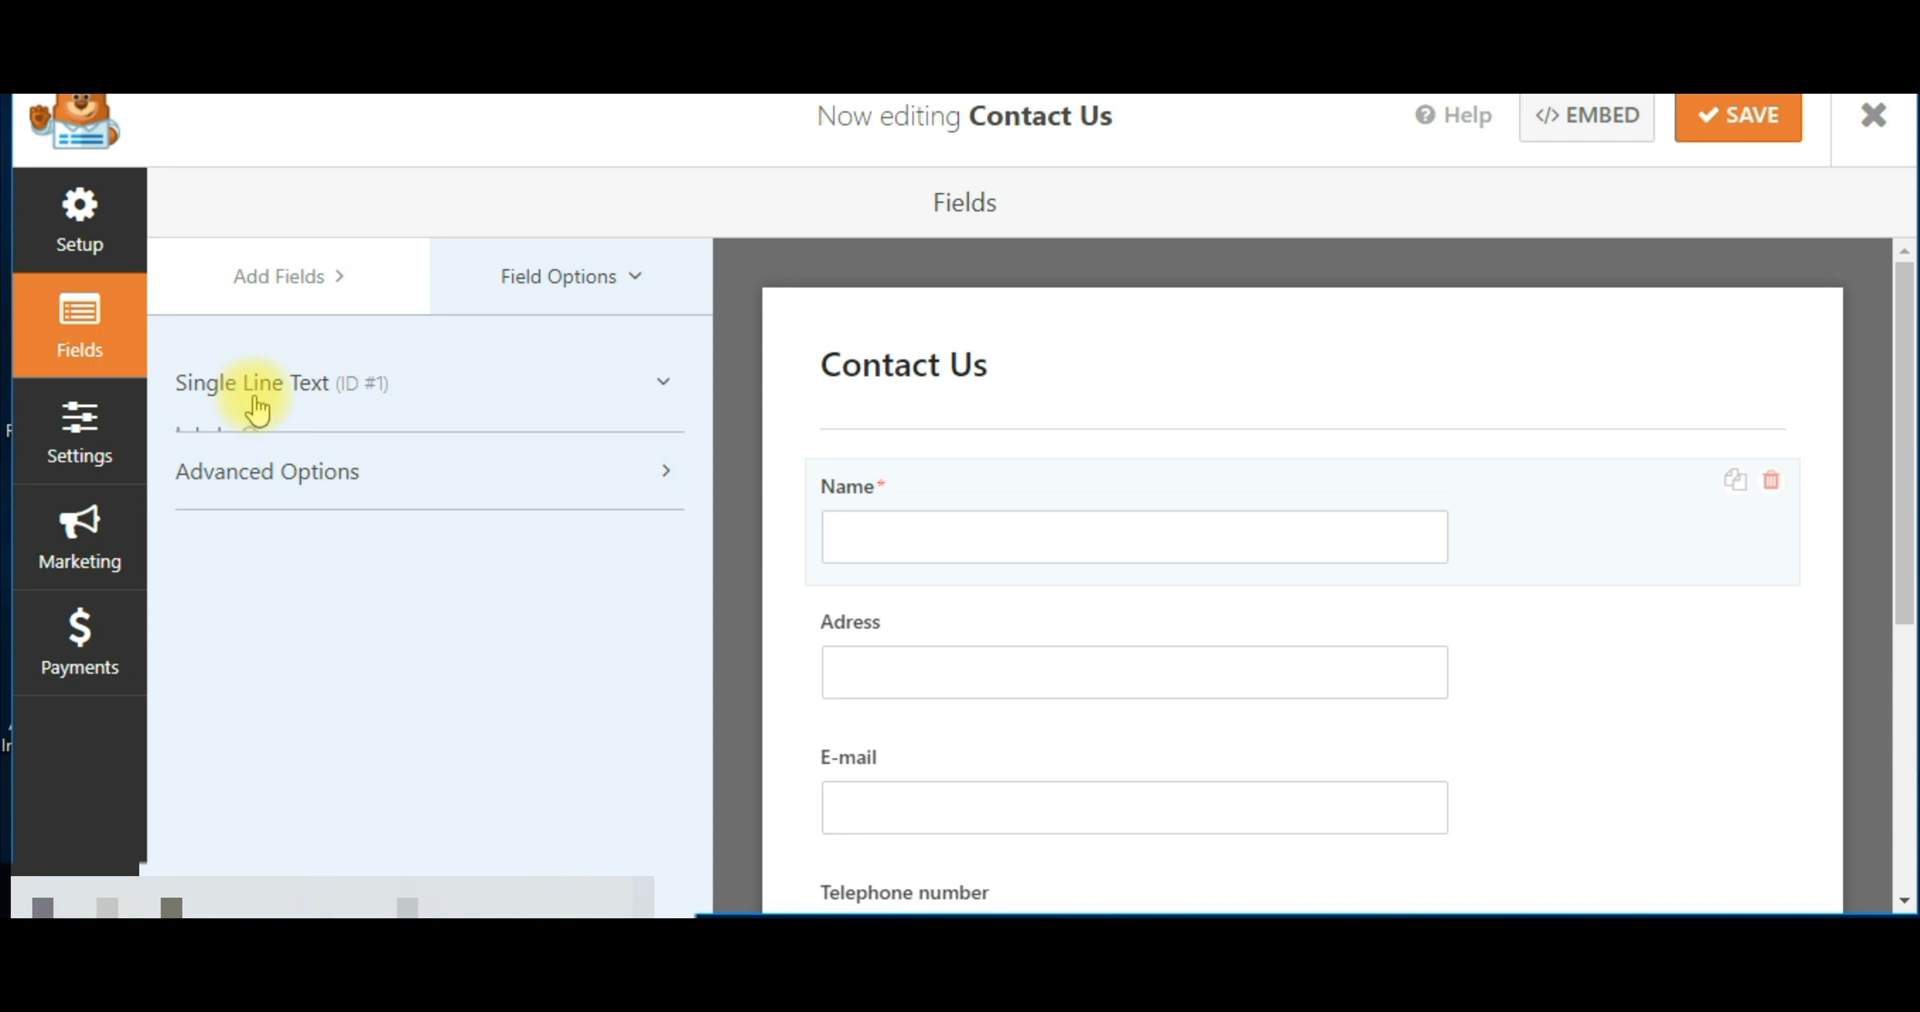 Now editing Contact Us
Help
</> EMBED
SAVE
Fields
Setup
Fields
Settings
Marketing
Payments
Add Fields
Field Options
Single Line Text (ID #1)
Advanced Options
Contact Us
Name*
Adress
E-mail
Telephone number